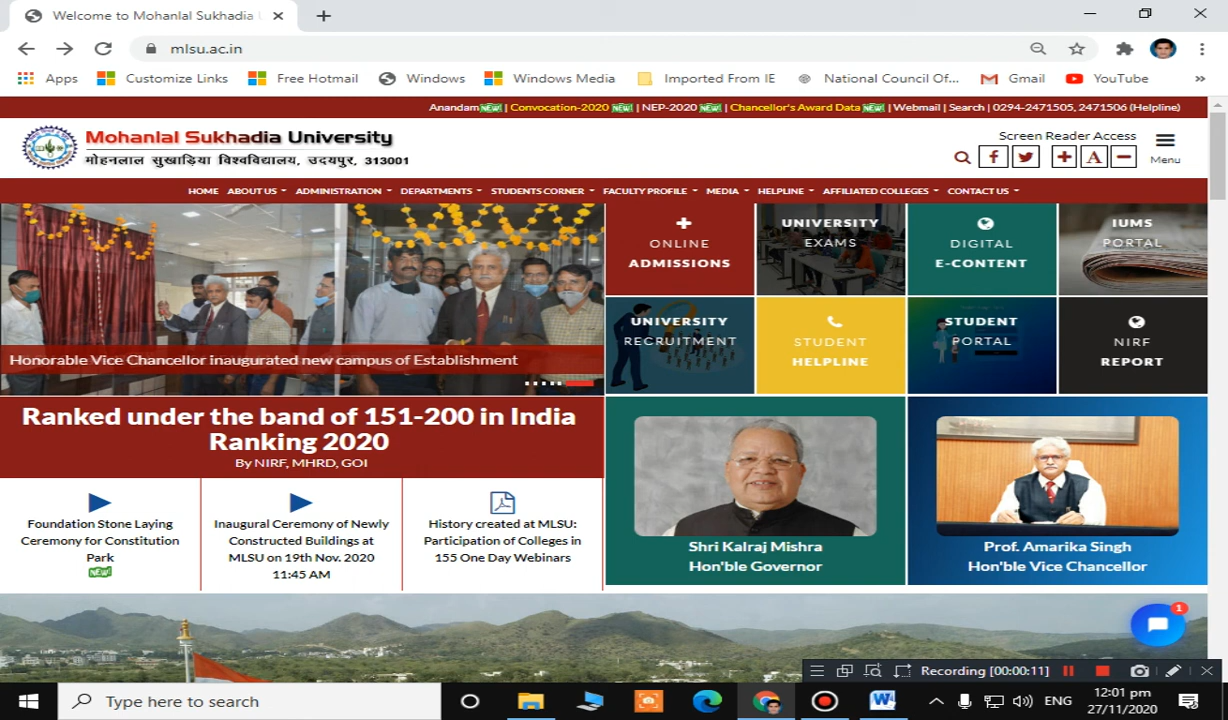 Welcome to Mohanlal Sukhadia U
mlsu.ac.in
Apps Customize Links Free Hotmail Windows Windows Media Imported From IE National Council Of... Gmail YouTube »
Anandam NEW! | Convocation-2020 NEW! | NEP-2020 NEW! | Chancellor's Award Data NEW! | Webmail | Search | 0294-2471505, 2471506 (Helpline)
Mohanlal Sukhadia University
मोहनलाल सुखाड़िया विश्वविद्यालय, उदयपुर, 313001
Screen Reader Access
A
Menu
HOME ABOUT US ADMINISTRATION DEPARTMENTS STUDENTS CORNER FACULTY PROFILE MEDIA HELPLINE AFFILIATED COLLEGES CONTACT US
Honorable Vice Chancellor inaugurated new campus of Establishment
ONLINE
ADMISSIONS
UNIVERSITY
EXAMS
DIGITAL
E-CONTENT
IUMS
PORTAL
UNIVERSITY
RECRUITMENT
STUDENT
HELPLINE
STUDENT
PORTAL
NIRF
REPORT
Ranked under the band of 151-200 in India
Ranking 2020
By NIRF, MHRD, GOI
Foundation Stone Laying
Ceremony for Constitution
Park
NEW!
Inaugural Ceremony of Newly
Constructed Buildings at
MLSU on 19th Nov. 2020
11:45 AM
History created at MLSU:
Participation of Colleges in
155 One Day Webinars
Shri Kalraj Mishra
Hon'ble Governor
Prof. Amarika Singh
Hon'ble Vice Chancellor
1
Recording [00:00:11]
Type here to search
ENG
12:01 pm
27/11/2020